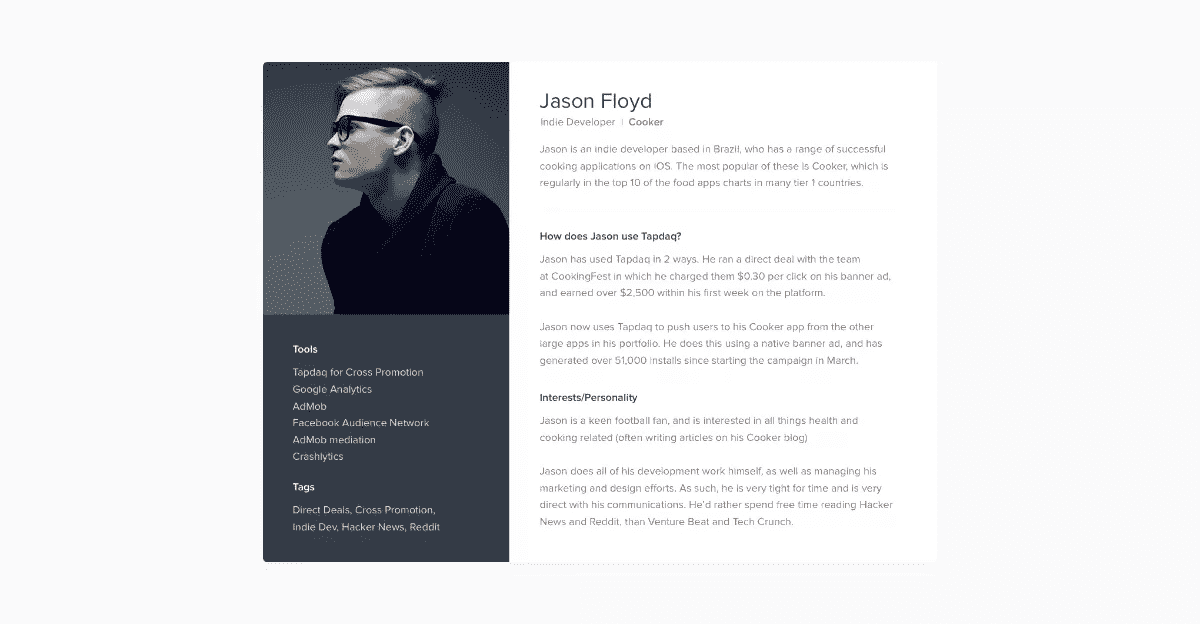 Jason Floyd
Indie Developer | Cooker
Jason is an indie developer based in Brazil, who has a range of successful
cooking applications on iOS. The most popular of these is Cooker, which is
regularly in the top 10 of the food apps charts in many tier 1 countries.
How does Jason use Tapdaq?
Jason has used Tapdaq in 2 ways. He ran a direct deal with the team
at CookingFest in which he charged them $0.30 per click on his banner ad,
and earned over $2,500 within his first week on the platform.
Jason now uses Tapdaq to push users to his Cooker app from the other
large apps in his portfolio. He does this using a native banner ad, and has
generated over 51,000 installs since starting the campaign in March.
Interests/Personality
Jason is a keen football fan, and is interested in all things health and
cooking related (often writing articles on his Cooker blog)
Jason does all of his development work himself, as well as managing his
marketing and design efforts. As such, he is very tight for time and is very
direct with his communications. He'd rather spend free time reading Hacker
News and Reddit, than Venture Beat and Tech Crunch.
Tools
Tapdaq for Cross Promotion
Google Analytics
AdMob
Facebook Audience Network
AdMob mediation
Crashlytics
Tags
Direct Deals, Cross Promotion,
Indie Dev, Hacker News, Reddit